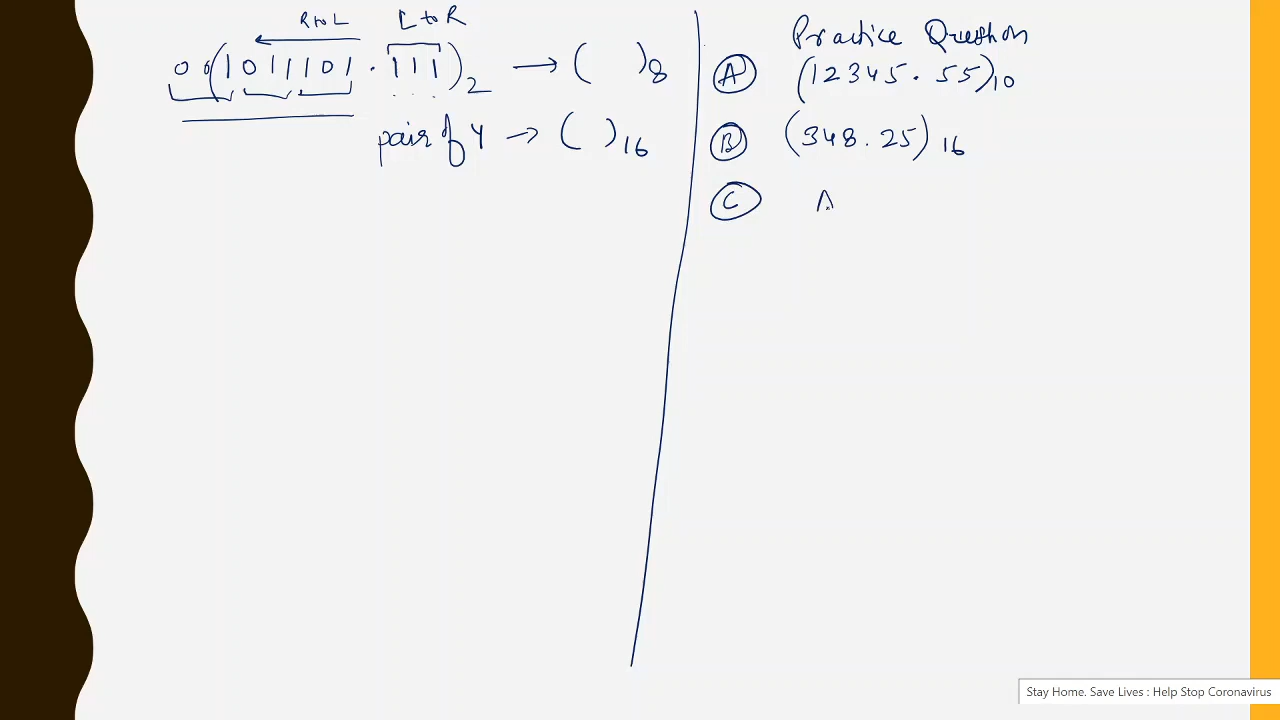 R to L L to R
0 0(1 0 1 1 1 1 0 1 . 1 1 1)2 → ( )8
pair of 4 → ( )16
Practice Question
A (12345.55)10
B (348.25)16
C A
Stay Home. Save Lives : Help Stop Coronavirus